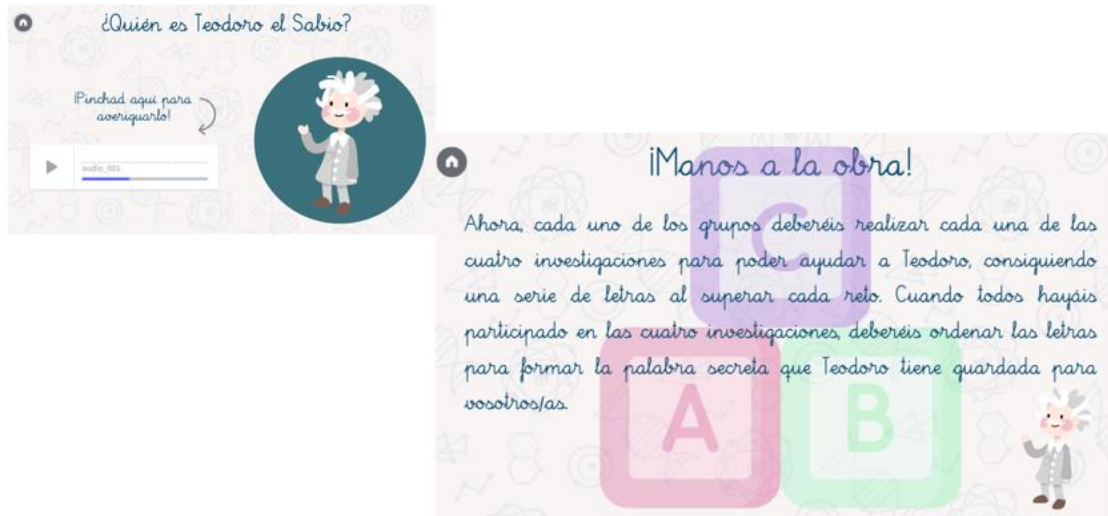 ¿Quién es Teodoro el Sabio?
¡Pinchad aquí para
averiguarlo!
audio_001
¡Manos a la obra!
Ahora, cada uno de los grupos deberéis realizar cada una de las
cuatro investigaciones para poder ayudar a Teodoro, consiguiendo
una serie de letras al superar cada reto. Cuando todos hayáis
participado en las cuatro investigaciones, deberéis ordenar las letras
para formar la palabra secreta que Teodoro tiene guardada para
vosotros/as.
C
A
B